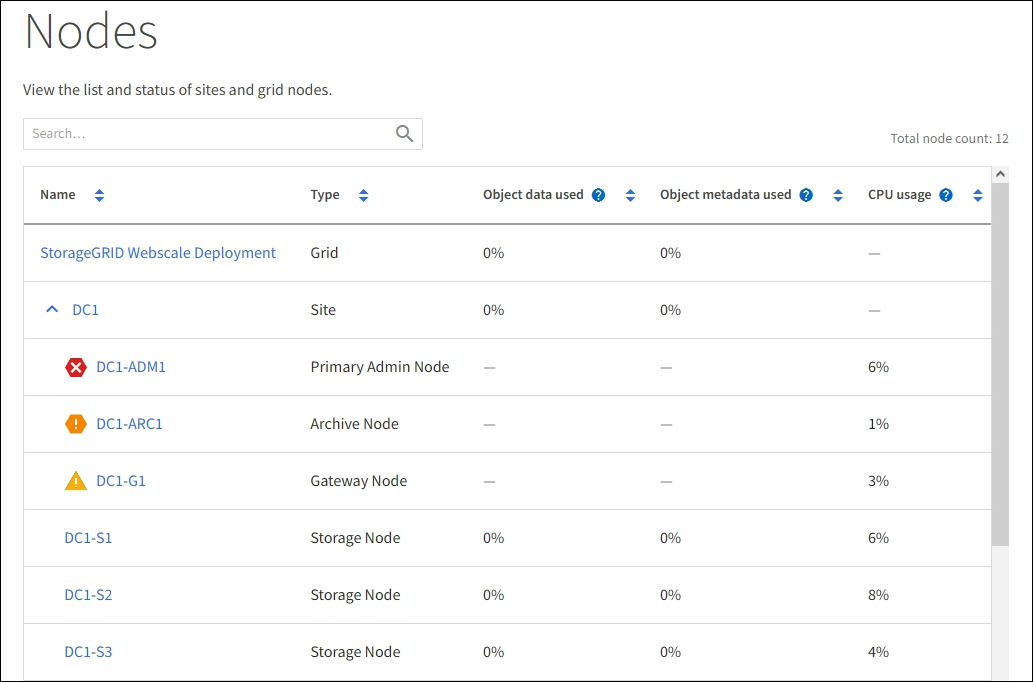 Nodes
View the list and status of sites and grid nodes.
Search...
Total node count: 12
Name Type Object data used ? Object metadata used ? CPU usage ?
StorageGRID Webscale Deployment Grid 0% 0% —
DC1 Site 0% 0% —
DC1-ADM1 Primary Admin Node — — 6%
! DC1-ARC1 Archive Node — — 1%
! DC1-G1 Gateway Node — — 3%
DC1-S1 Storage Node 0% 0% 6%
DC1-S2 Storage Node 0% 0% 8%
DC1-S3 Storage Node 0% 0% 4%